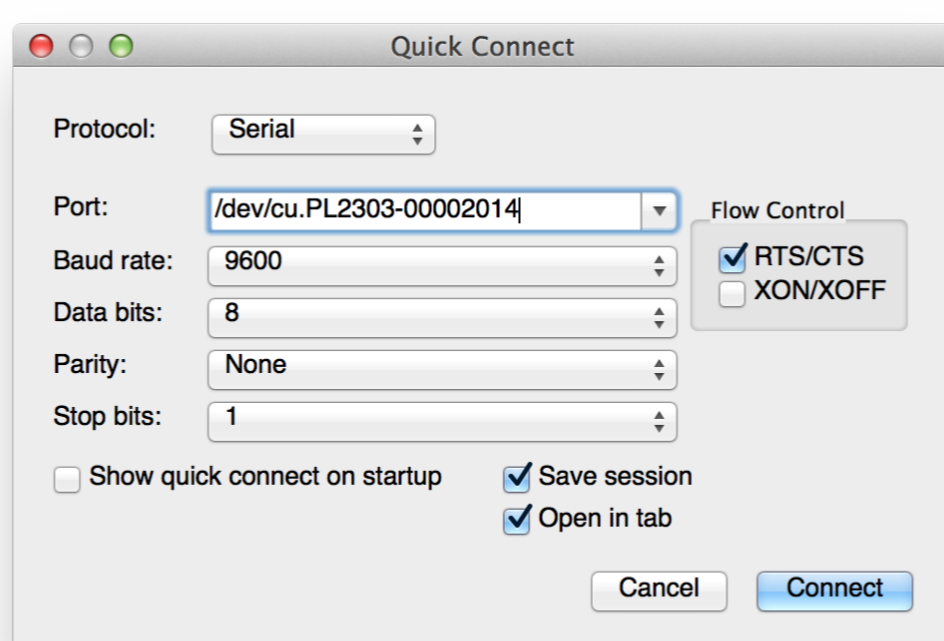 Quick Connect
Protocol: Serial
Port: /dev/cu.PL2303-00002014
Flow Control
Baud rate: 9600
RTS/CTS
XON/XOFF
Data bits: 8
Parity: None
Stop bits: 1
Show quick connect on startup
Save session
Open in tab
Cancel Connect